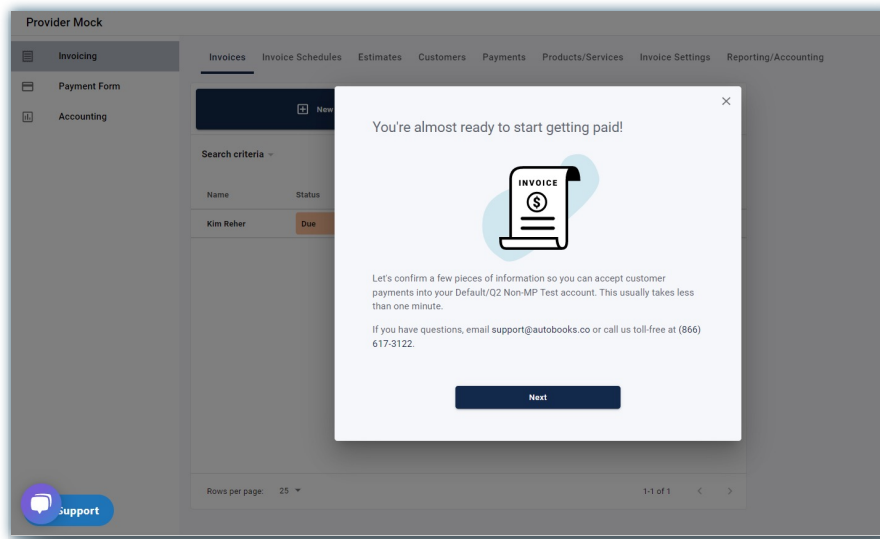 Provider Mock
Invoicing
Payment Form
Accounting
Invoices Invoice Schedules Estimates Customers Payments Products/Services Invoice Settings Reporting/Accounting
New
Search criteria
Name Status
Kim Reher Due
You're almost ready to start getting paid!
INVOICE
$
Let's confirm a few pieces of information so you can accept customer
payments into your Default/Q2 Non-MP Test account. This usually takes less
than one minute.
If you have questions, email support@autobooks.co or call us toll-free at (866)
617-3122.
Next
Rows per page: 25 1-1 of 1
Support